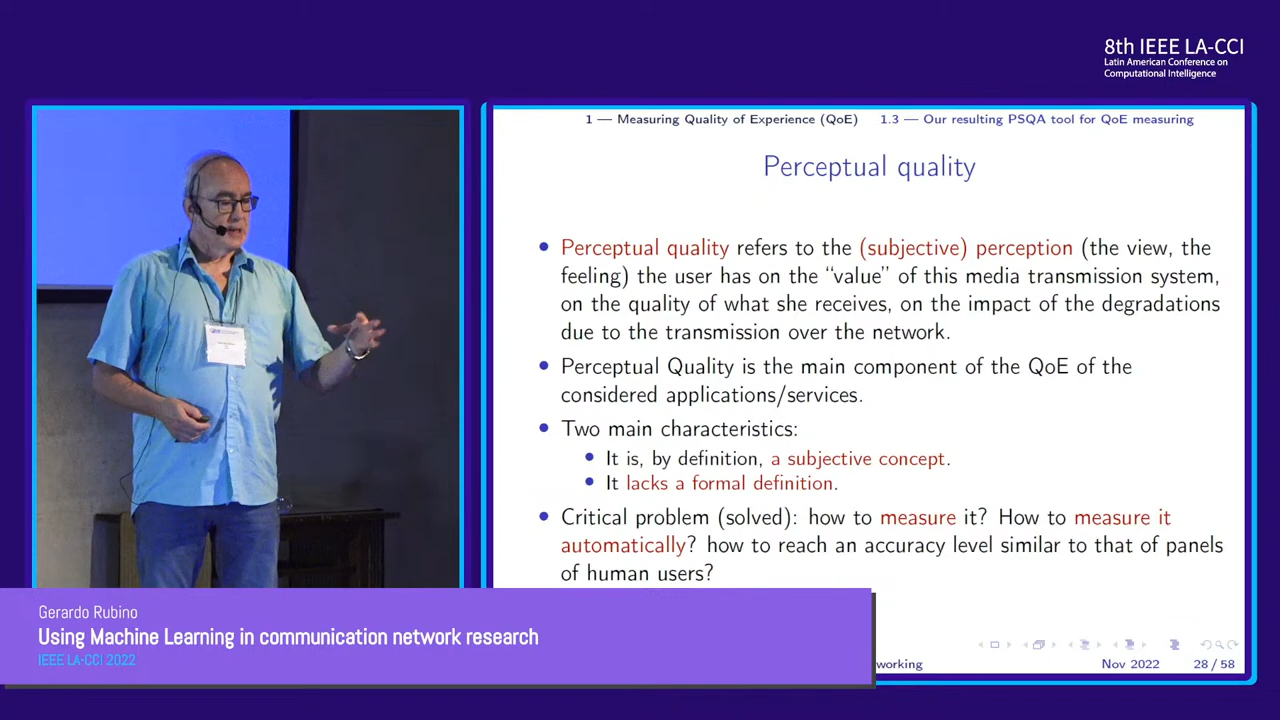 8th IEEE LA-CCI
Latin American Conference on
Computational Intelligence
1 — Measuring Quality of Experience (QoE) 1.3 — Our resulting PSQA tool for QoE measuring
Perceptual quality
• Perceptual quality refers to the (subjective) perception (the view, the
feeling) the user has on the “value” of this media transmission system,
on the quality of what she receives, on the impact of the degradations
due to the transmission over the network.
• Perceptual Quality is the main component of the QoE of the
considered applications/services.
• Two main characteristics:
• It is, by definition, a subjective concept.
• It lacks a formal definition.
• Critical problem (solved): how to measure it? How to measure it
automatically? how to reach an accuracy level similar to that of panels
of human users?
Gerardo Rubino
Using Machine Learning in communication network research
IEEE LA-CCI 2022
working Nov 2022 28 / 58